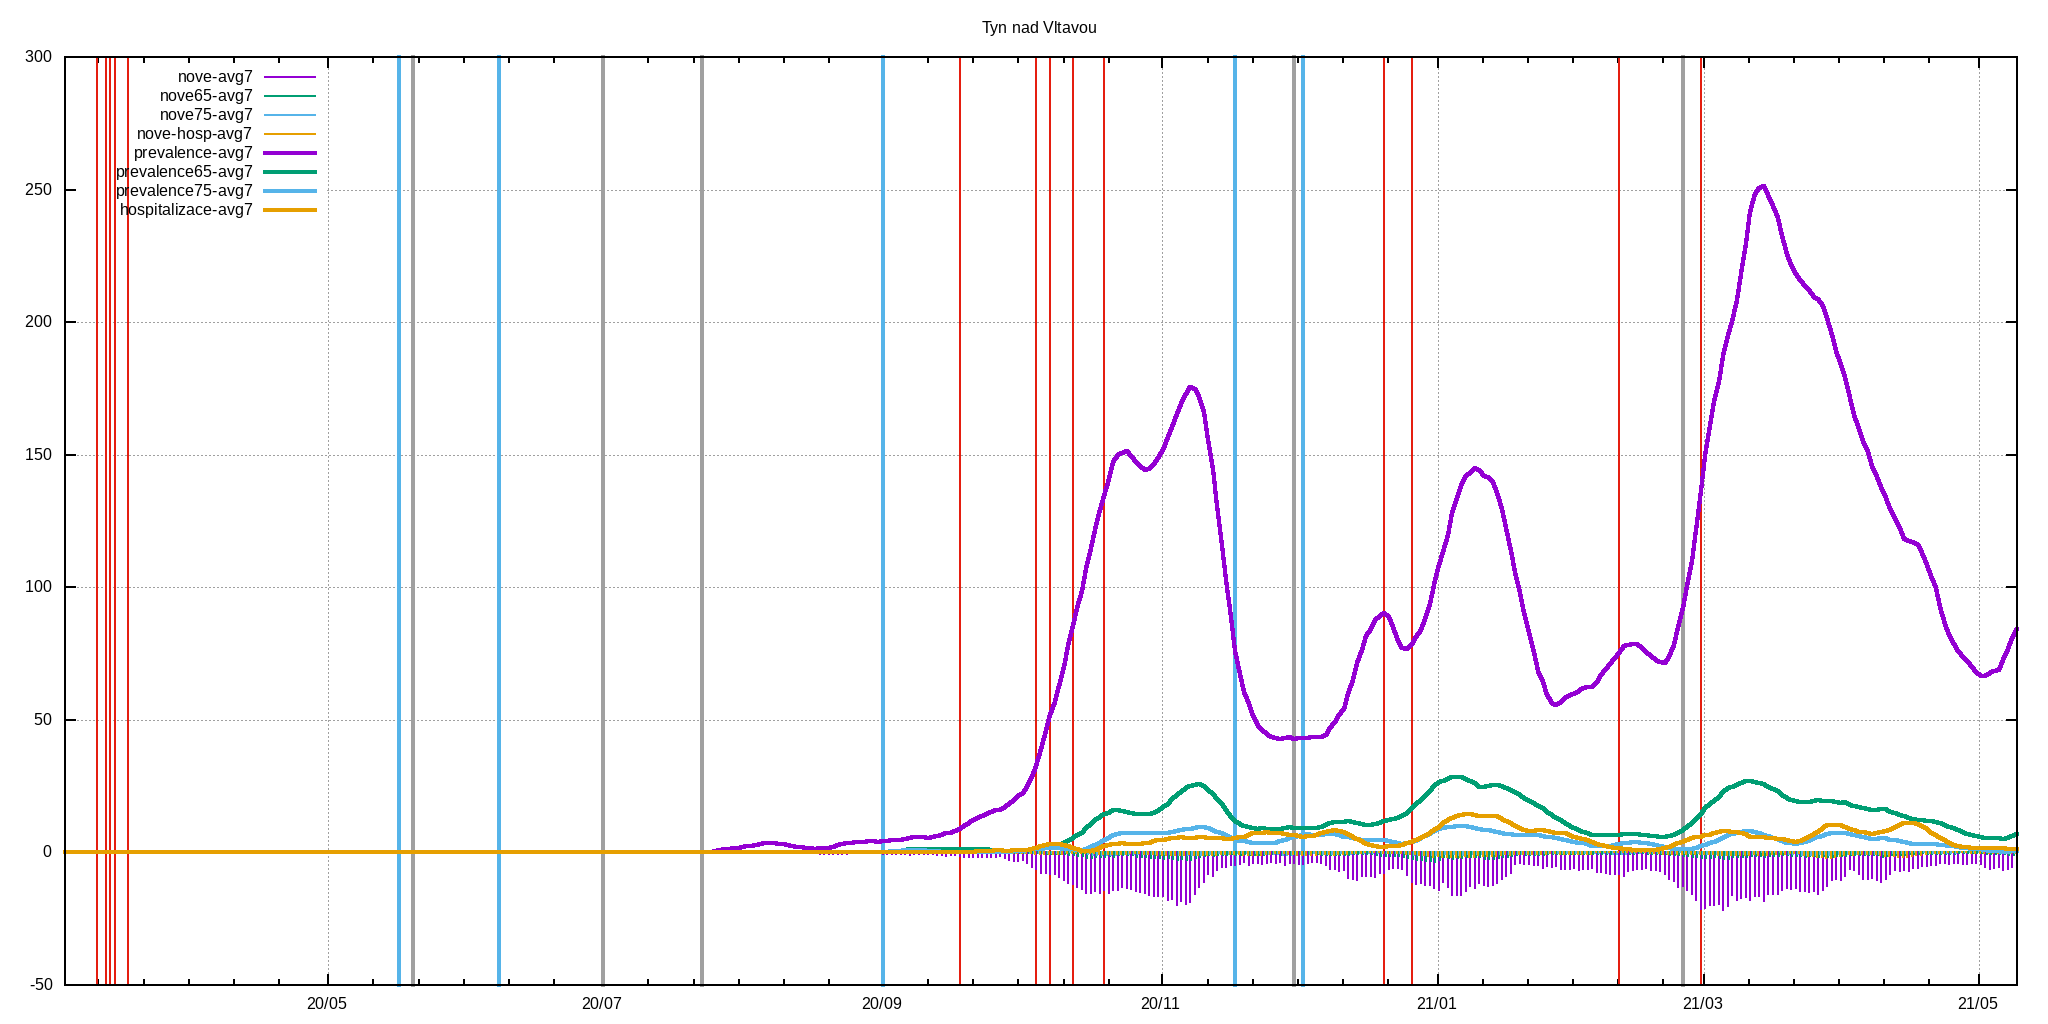 Tyn nad Vltavou
300
250
200
150
100
50
0
-50
nove-avg7
nove65-avg7
nove75-avg7
nove-hosp-avg7
prevalence-avg7
prevalence65-avg7
prevalence75-avg7
hospitalizace-avg7
20/05 20/07 20/09 20/11 21/01 21/03 21/05